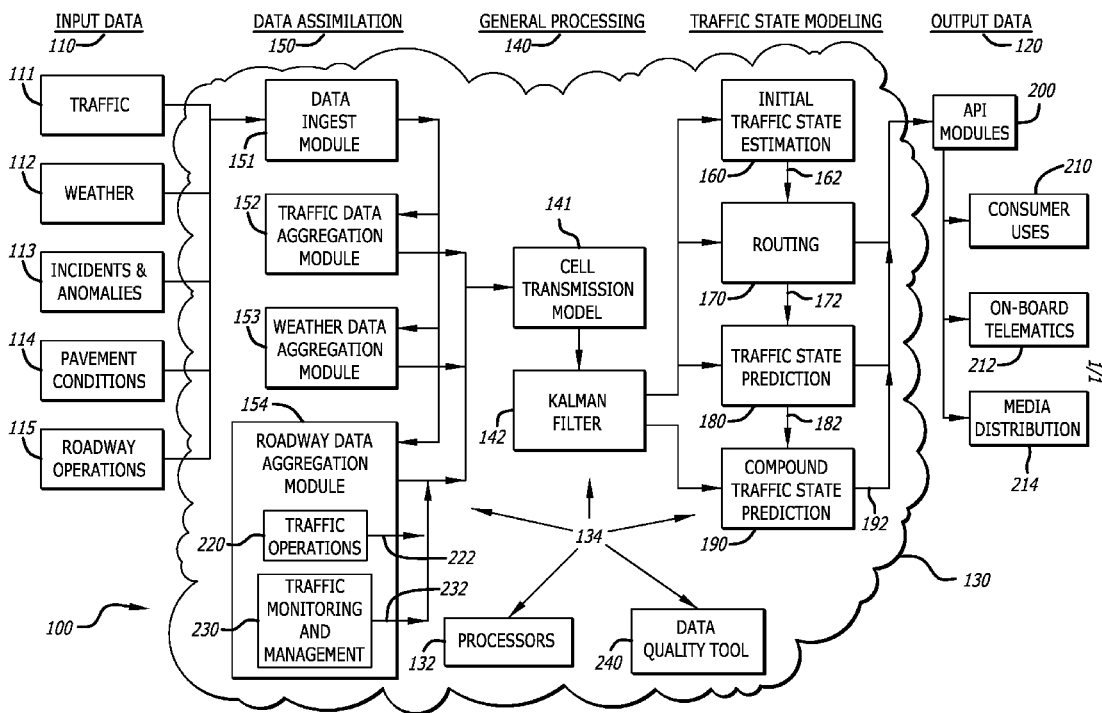 INPUT DATA
110
DATA ASSIMILATION
150
GENERAL PROCESSING
140
TRAFFIC STATE MODELING
OUTPUT DATA
120
111
TRAFFIC
112
WEATHER
113
INCIDENTS &
ANOMALIES
114
PAVEMENT
CONDITIONS
115
ROADWAY
OPERATIONS
100
DATA
INGEST
MODULE
151
152
TRAFFIC DATA
AGGREGATION
MODULE
153
WEATHER DATA
AGGREGATION
MODULE
154
ROADWAY DATA
AGGREGATION
MODULE
TRAFFIC
OPERATIONS
220
222
TRAFFIC
MONITORING
AND
MANAGEMENT
230
232
141
CELL
TRANSMISSION
MODEL
KALMAN
FILTER
142
134
PROCESSORS
132
DATA
QUALITY TOOL
240
INITIAL
TRAFFIC STATE
ESTIMATION
160
162
ROUTING
170
172
TRAFFIC STATE
PREDICTION
180
182
COMPOUND
TRAFFIC STATE
PREDICTION
190
192
130
API
MODULES
200
210
CONSUMER
USES
ON-BOARD
TELEMATICS
212
MEDIA
DISTRIBUTION
214
1/1